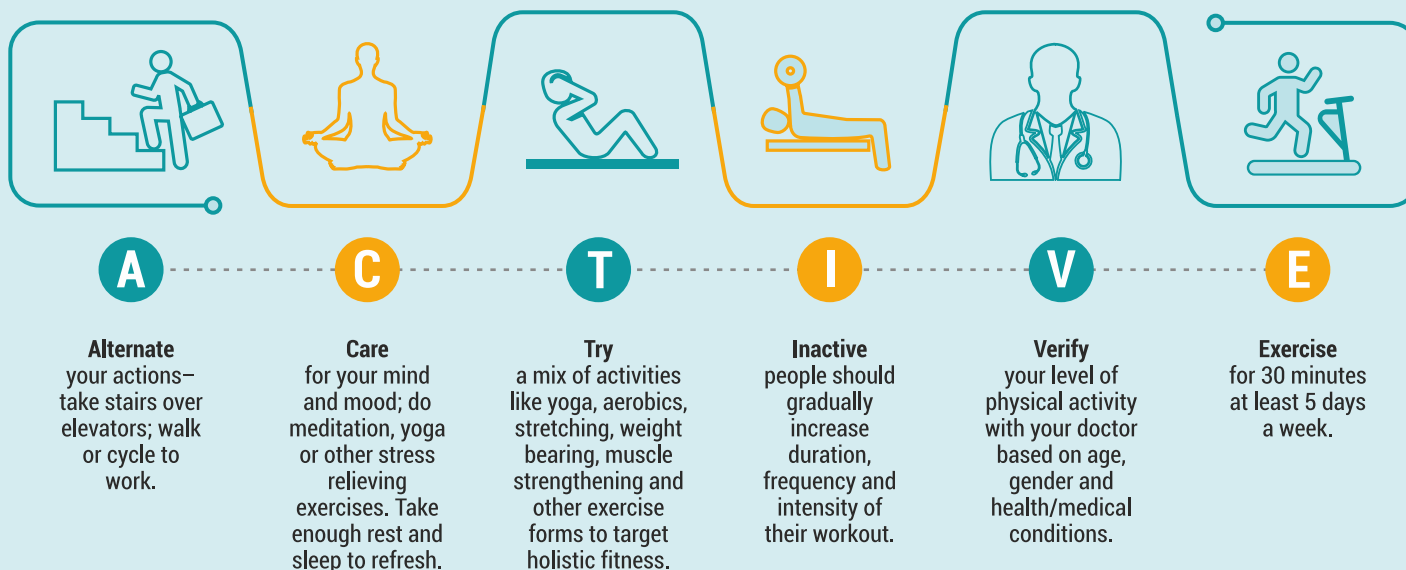 A C T I V E
Alternate
your actions–
take stairs over
elevators; walk
or cycle to
work.
Care
for your mind
and mood; do
meditation, yoga
or other stress
relieving
exercises. Take
enough rest and
sleep to refresh.
Try
a mix of activities
like yoga, aerobics,
stretching, weight
bearing, muscle
strengthening and
other exercise
forms to target
holistic fitness.
Inactive
people should
gradually
increase
duration,
frequency and
intensity of
their workout.
Verify
your level of
physical activity
with your doctor
based on age,
gender and
health/medical
conditions.
Exercise
for 30 minutes
at least 5 days
a week.